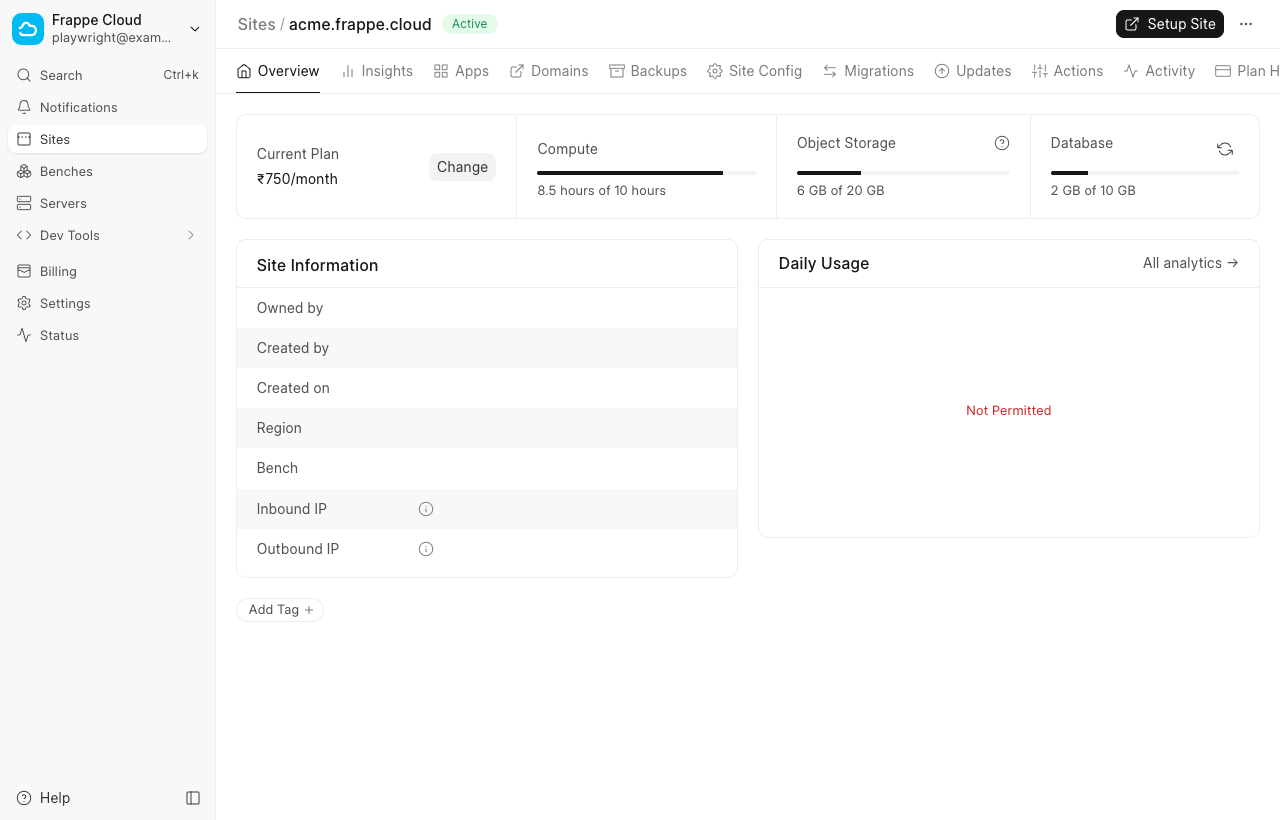 Frappe Cloud
playwright@exam...
Search Ctrl+k
Notifications
Sites
Benches
Servers
Dev Tools
Billing
Settings
Status
Help
Sites / acme.frappe.cloud Active
Setup Site
Overview Insights Apps Domains Backups Site Config Migrations Updates Actions Activity Plan H
Current Plan
₹750/month
Change
Compute
8.5 hours of 10 hours
Object Storage
6 GB of 20 GB
Database
2 GB of 10 GB
Site Information
Owned by
Created by
Created on
Region
Bench
Inbound IP
Outbound IP
Daily Usage
All analytics →
Not Permitted
Add Tag +